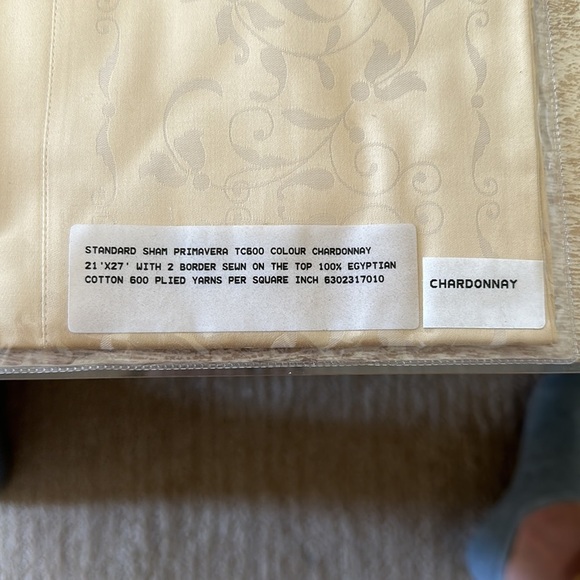 STANDARD SHAM PRIMAVERA TC600 COLOUR CHARDONNAY
21'X27' WITH 2 BORDER SEWN ON THE TOP 100% EGYPTIAN
COTTON 600 PLIED YARNS PER SQUARE INCH 6302317010
CHARDONNAY